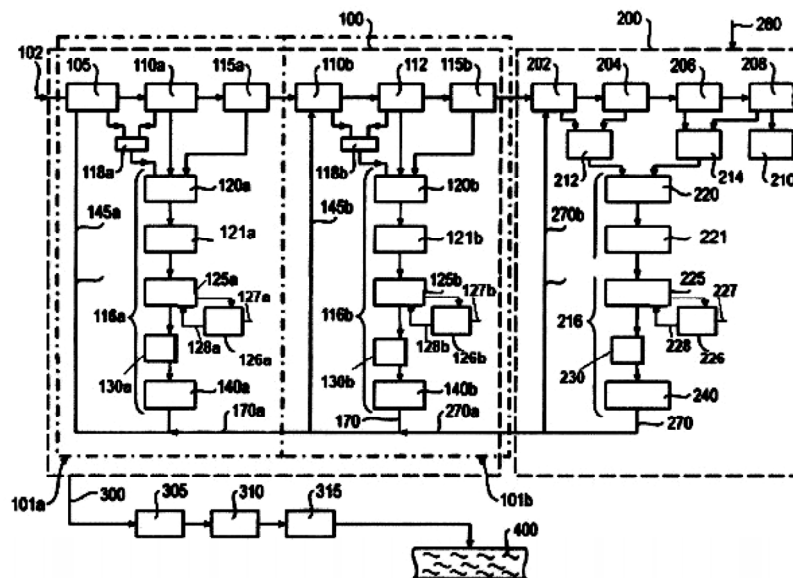 100 200 280
102 105 110a 115a 110b 112 115b 202 204 206 208
118a 118b 212 214 210
120a 120b 220
145a 145b 270b
121a 121b 221
125a 125b 225
127a 127b 227
116a 116b 216
128a 128b 228
126a 126b 226
130a 130b 230
140a 140b 240
170a 170 270a 270
101a 300 305 310 315 101b
400